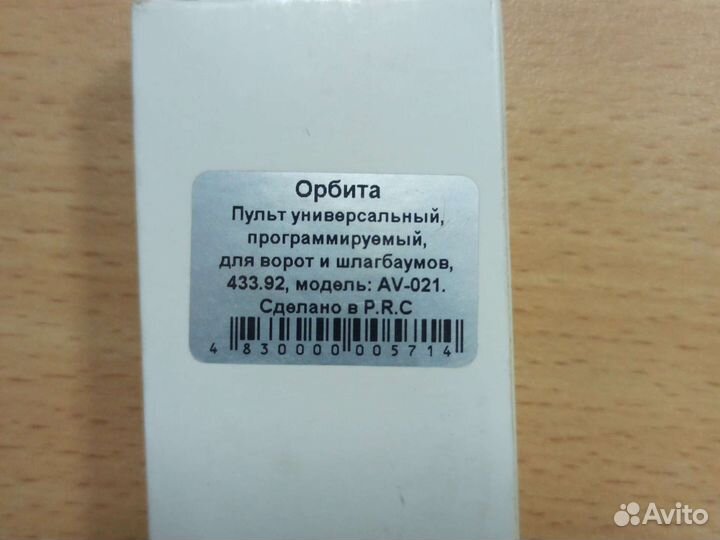 Орбита
Пульт универсальный,
программируемый,
для ворот и шлагбаумов,
433.92, модель: AV-021.
Сделано в P.R.C
4 830000 005714
Avito